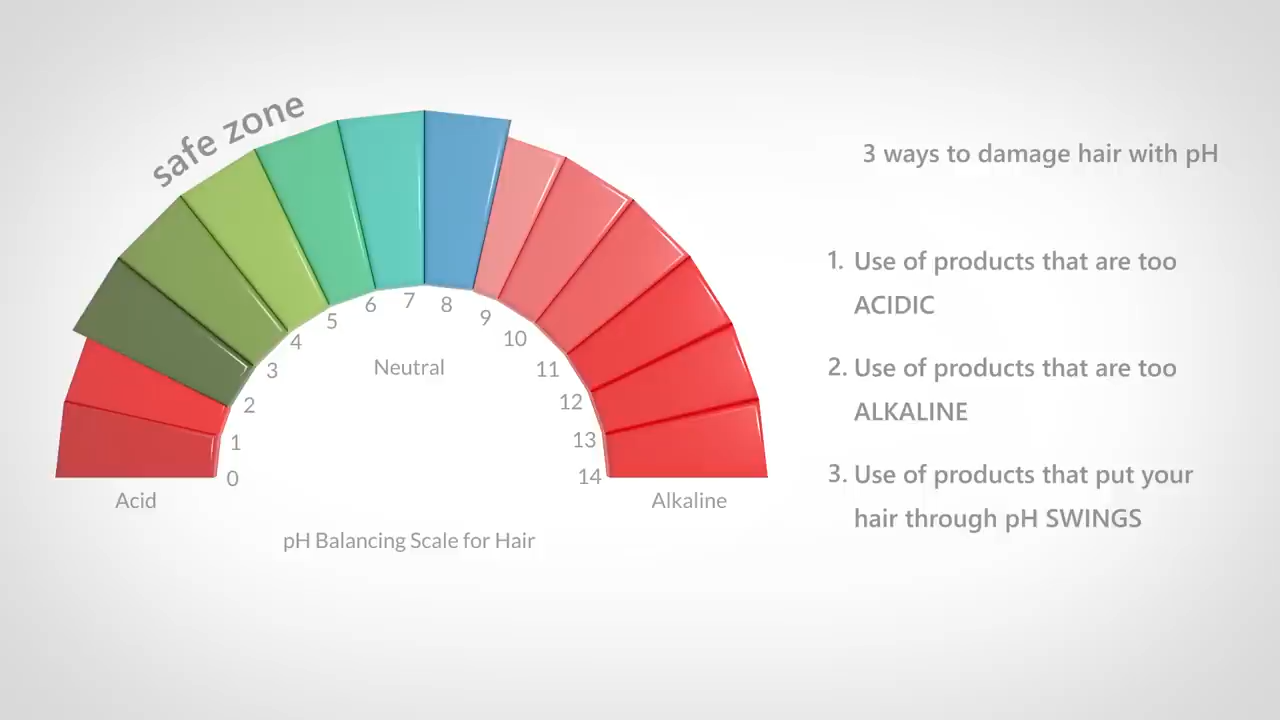 safe zone
0
1
2
3
4
5
6
7
8
9
10
11
12
13
14
Neutral
Acid
Alkaline
pH Balancing Scale for Hair
3 ways to damage hair with pH
1. Use of products that are too
ACIDIC
2. Use of products that are too
ALKALINE
3. Use of products that put your
hair through pH SWINGS